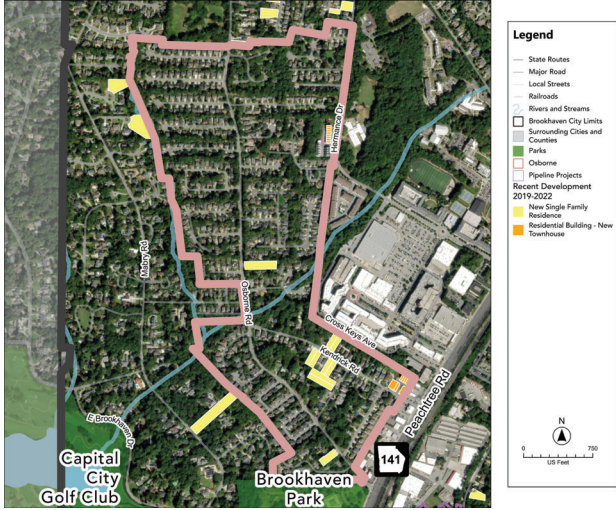 Hermance Dr
Mabry Rd
Osborne Rd
Cross Keys Ave
Kendrick Rd
Peachtree Rd
E Brookhaven Dr
141
Capital
City
Golf Club
Brookhaven
Park
Legend
State Routes
Major Road
Local Streets
Railroads
Rivers and Streams
Brookhaven City Limits
Surrounding Cities and
Counties
Parks
Osborne
Pipeline Projects
Recent Development
2019-2022
New Single Family
Residence
Residential Building - New
Townhouse
N
0 750
US Feet